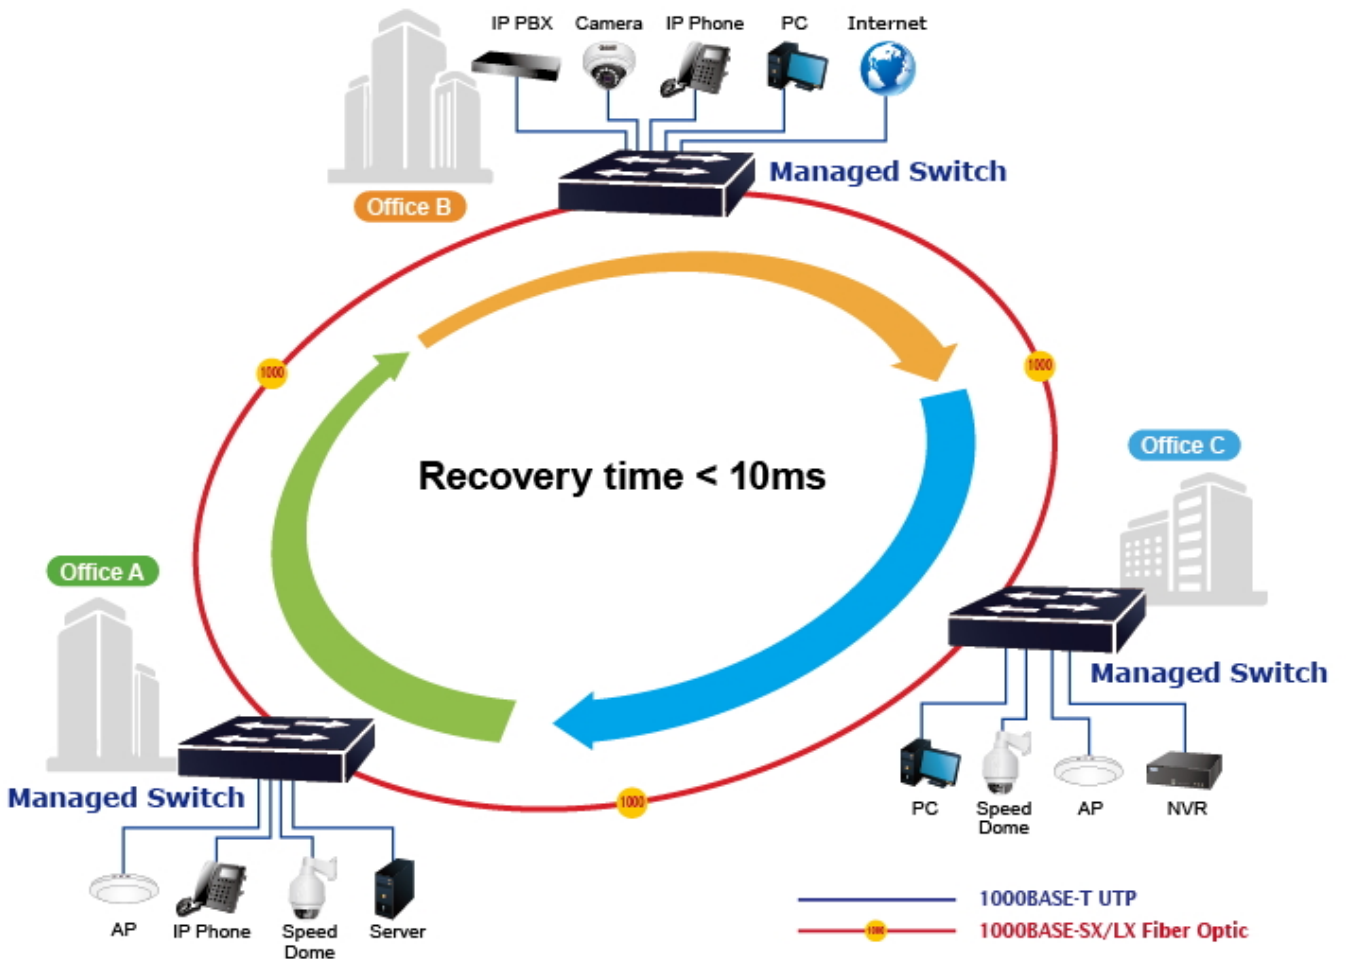 IP PBX
Camera
IP Phone
PC
Internet
Managed Switch
Office B
1000
1000
Office C
Recovery time < 10ms
Office A
Managed Switch
Managed Switch
1000
PC
Speed
Dome
AP
NVR
AP
IP Phone
Speed
Dome
Server
1000BASE-T UTP
1000
1000BASE-SX/LX Fiber Optic